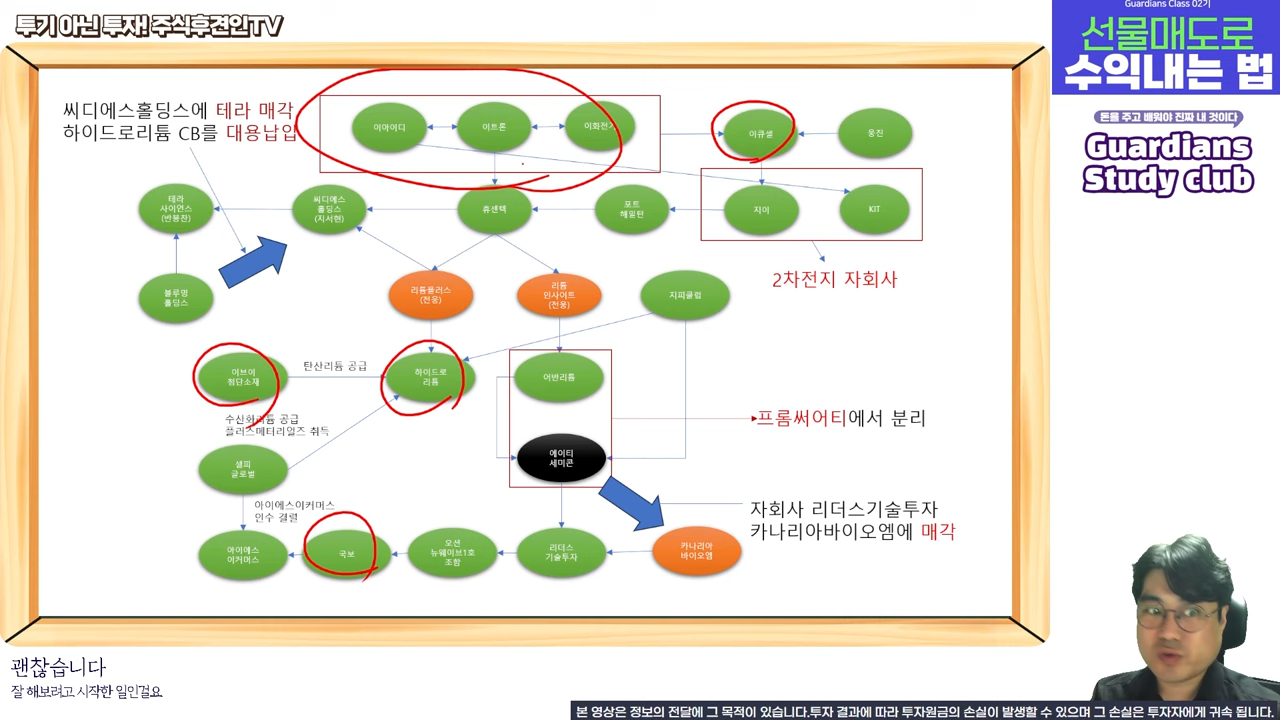 투기 아닌 투자! 주식후견인TV
Guardians Class 02기
선물매도로
수익내는 법
돈을 주고 배워야 진짜 내 것이다
Guardians
Study club
씨디에스홀딩스에 테라 매각
하이드로리튬 CB를 대용납입
이아이디
이트론
이화전기
이큐셀
웅진
테라
사이언스
(반봉찬)
씨디에스
홀딩스
(지서현)
휴센텍
포트
해밀턴
지이
KIT
2차전지 자회사
블루밍
홀딩스
리튬플러스
(전웅)
리튬
인사이트
(전웅)
지피클럽
이브이
첨단소재
탄산리튬 공급
하이드로
리튬
어반리튬
수산화리튬 공급
플러스메터리얼즈 취득
프롬써어티에서 분리
셀피
글로벌
에이티
세미콘
아이에스이커머스
인수 결렬
자회사 리더스기술투자
카나리아바이오엠에 매각
아이에스
이커머스
국보
오션
뉴웨이브1호
조합
리더스
기술투자
카나리아
바이오엠
괜찮습니다
잘 해보려고 시작한 일인걸요
본 영상은 정보의 전달에 그 목적이 있습니다.투자 결과에 따라 투자원금의 손실이 발생할 수 있으며 그 손실은 투자자에게 귀속 됩니다.